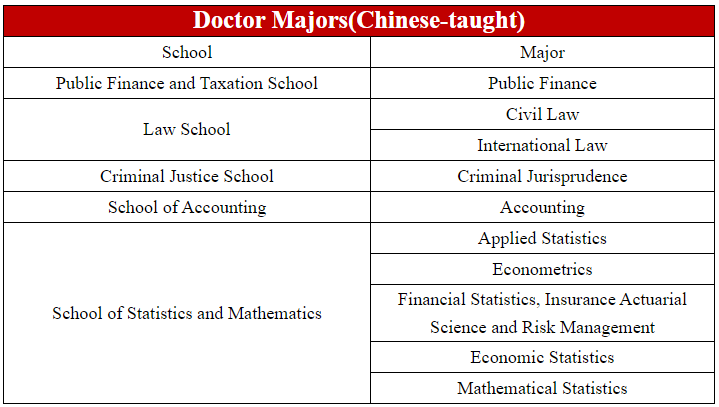 Doctor Majors(Chinese-taught)
School
Major
Public Finance and Taxation School
Public Finance
Law School
Civil Law
International Law
Criminal Justice School
Criminal Jurisprudence
School of Accounting
Accounting
School of Statistics and Mathematics
Applied Statistics
Econometrics
Financial Statistics, Insurance Actuarial
Science and Risk Management
Economic Statistics
Mathematical Statistics